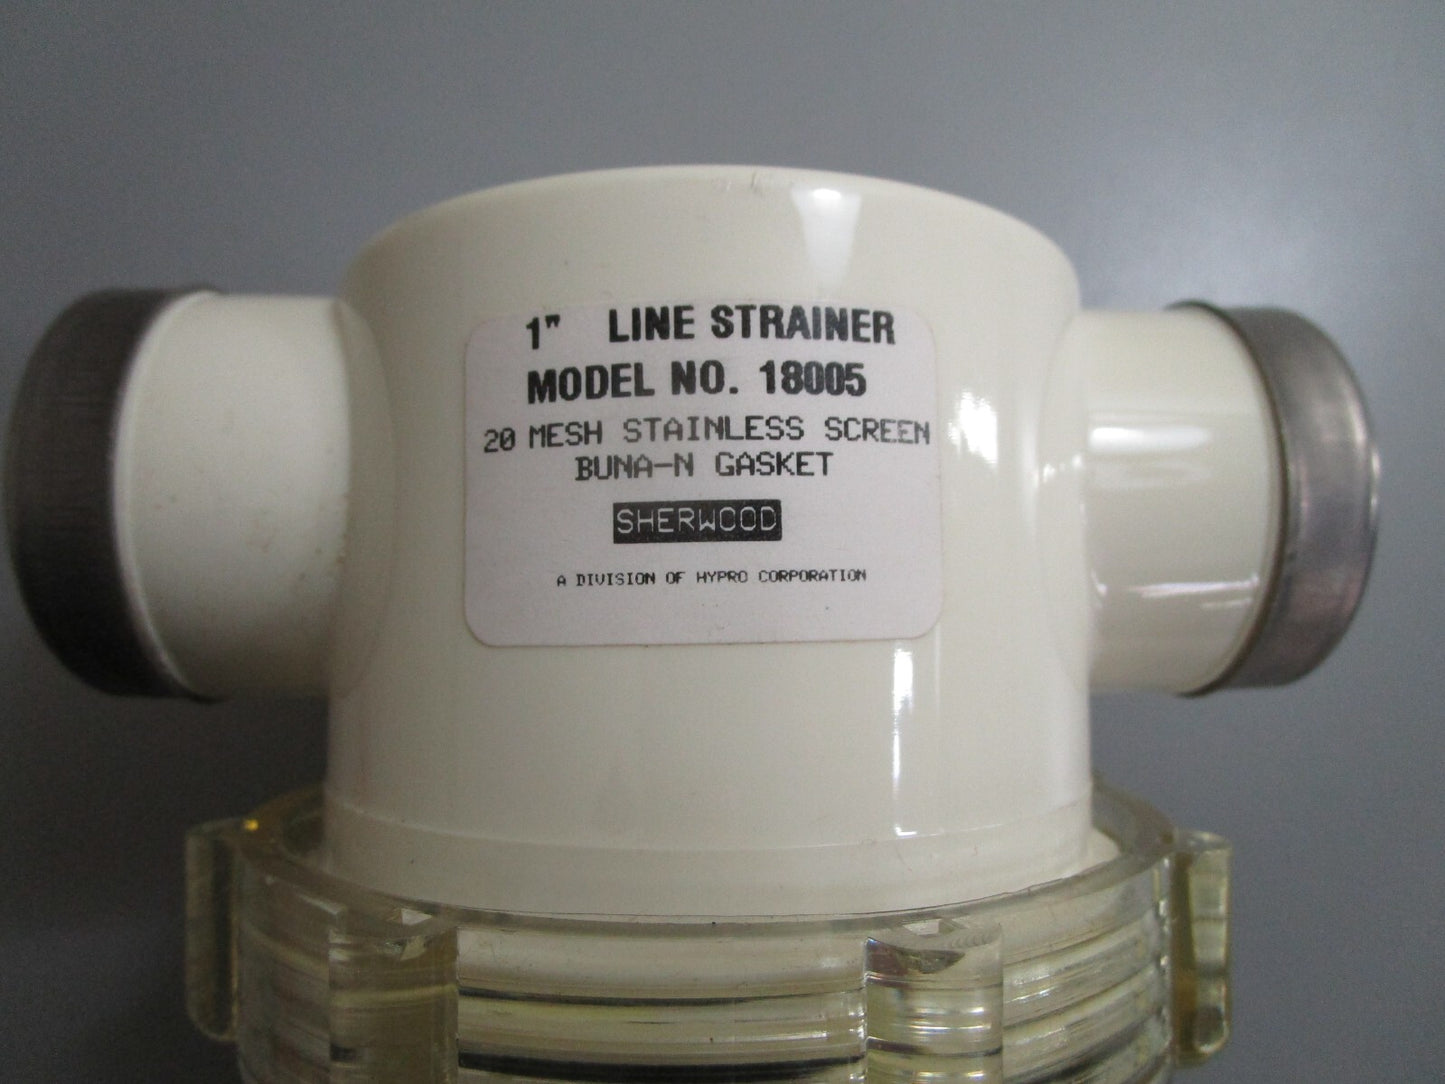 1" LINE STRAINER
MODEL NO. 18005
20 MESH STAINLESS SCREEN
BUNA-N GASKET
SHERWOOD
A DIVISION OF HYPRO CORPORATION